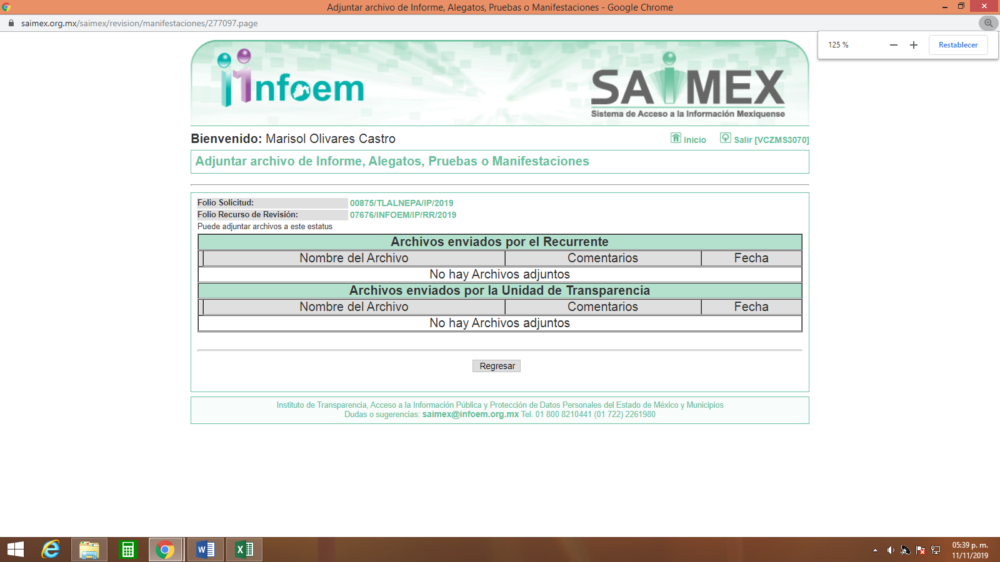 Adjuntar archivo de Informe, Alegatos, Pruebas o Manifestaciones - Google Chrome
saimex.org.mx/saimex/revision/manifestaciones/277097.page
125 %
Restablecer
infoem
SAIMEX
Sistema de Acceso a la Información Mexiquense
Bienvenido: Marisol Olivares Castro
Inicio
Salir [VCZMS3070]
Adjuntar archivo de Informe, Alegatos, Pruebas o Manifestaciones
Folio Solicitud: 00875/TLALNEPA/IP/2019
Folio Recurso de Revisión: 07676/INFOEM/IP/RR/2019
Puede adjuntar archivos a este estatus
Archivos enviados por el Recurrente
Nombre del Archivo Comentarios Fecha
No hay Archivos adjuntos
Archivos enviados por la Unidad de Transparencia
Nombre del Archivo Comentarios Fecha
No hay Archivos adjuntos
Regresar
Instituto de Transparencia, Acceso a la Información Pública y Protección de Datos Personales del Estado de México y Municipios
Dudas o sugerencias: saimex@infoem.org.mx Tel. 01 800 8210441 (01 722) 2261980
05:39 p. m.
11/11/2019